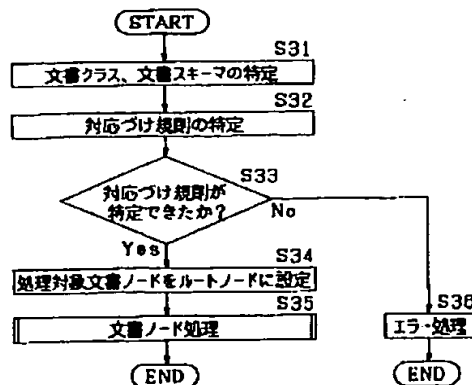 START
S31
文書クラス、文書スキーマの特定
S32
対応づけ規則の特定
S33
対応づけ規則が
特定できたか?
No
Yes
S34
処理対象文書ノードをルートノードに設定
S35
文書ノード処理
S36
エラー処理
END
END